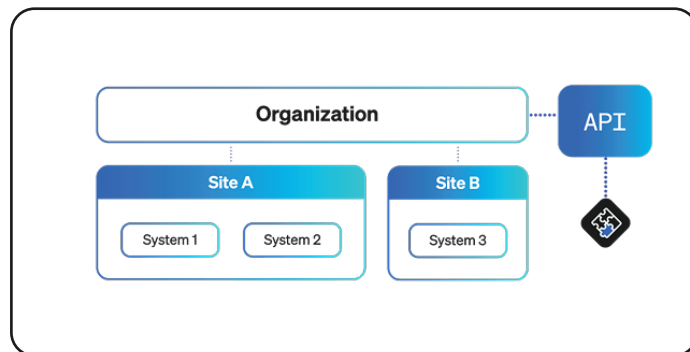 Organization
API
Site A
Site B
System 1
System 2
System 3